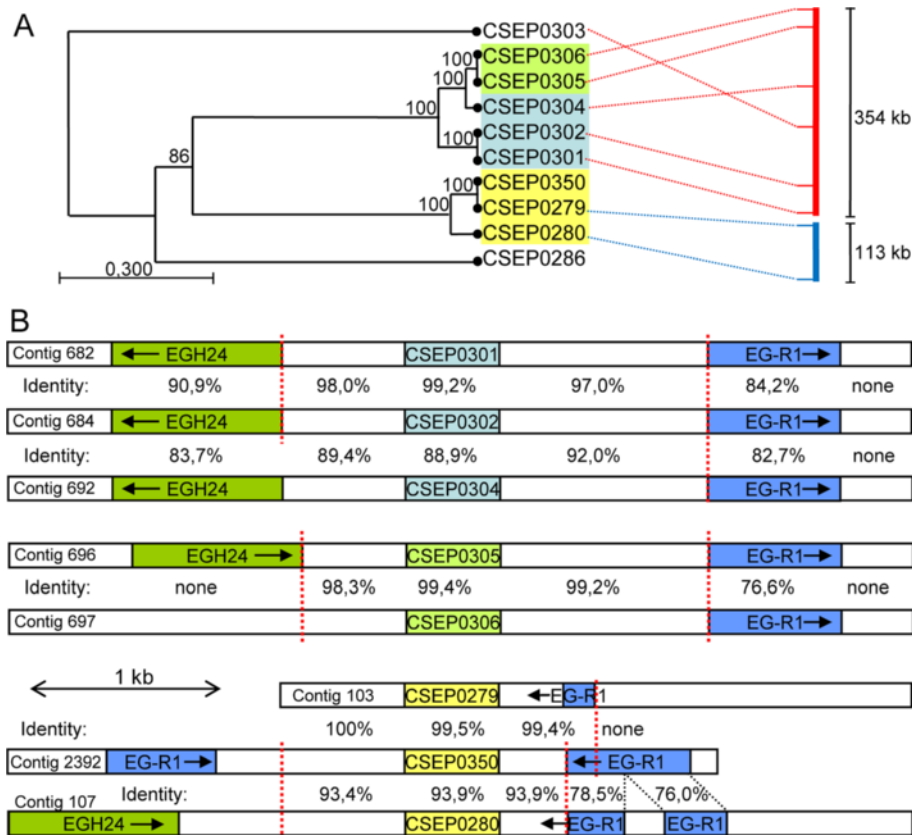 A
CSEP0303
CSEP0306
CSEP0305
CSEP0304
CSEP0302
CSEP0301
CSEP0350
CSEP0279
CSEP0280
CSEP0286
100
100
100
100
86
100
100
0,300
354 kb
113 kb
B
Contig 682 EGH24 CSEP0301 EG-R1
Identity: 90,9% 98,0% 99,2% 97,0% 84,2% none
Contig 684 EGH24 CSEP0302 EG-R1
Identity: 83,7% 89,4% 88,9% 92,0% 82,7% none
Contig 692 EGH24 CSEP0304 EG-R1
Contig 696 EGH24 CSEP0305 EG-R1
Identity: none 98,3% 99,4% 99,2% 76,6% none
Contig 697 CSEP0306 EG-R1
1 kb
Contig 103 CSEP0279 EG-R1
Identity: 100% 99,5% 99,4% none
Contig 2392 EG-R1 CSEP0350 EG-R1
Identity: 93,4% 93,9% 93,9% 78,5% 76,0%
Contig 107 EGH24 CSEP0280 EG-R1 EG-R1